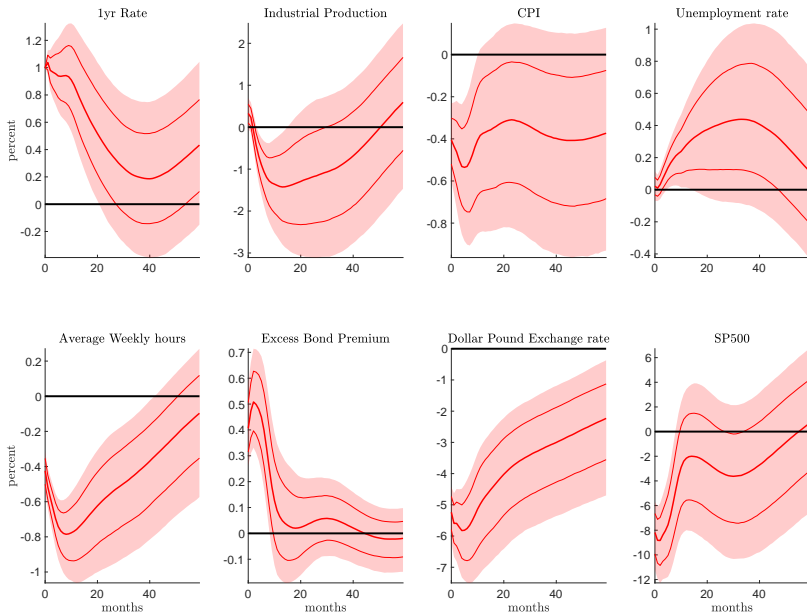 1yr Rate
percent
1.2
1
0.8
0.6
0.4
0.2
0
-0.2
0 20 40
Industrial Production
2
1
0
-1
-2
-3
0 20 40
CPI
0
-0.2
-0.4
-0.6
-0.8
0 20 40
Unemployment rate
1
0.8
0.6
0.4
0.2
0
-0.2
-0.4
0 20 40
Average Weekly hours
percent
0.2
0
-0.2
-0.4
-0.6
-0.8
-1
0 20 40
months
Excess Bond Premium
0.7
0.6
0.5
0.4
0.3
0.2
0.1
0
-0.1
0 20 40
months
Dollar Pound Exchange rate
0
-1
-2
-3
-4
-5
-6
-7
0 20 40
months
SP500
6
4
2
0
-2
-4
-6
-8
-10
-12
0 20 40
months